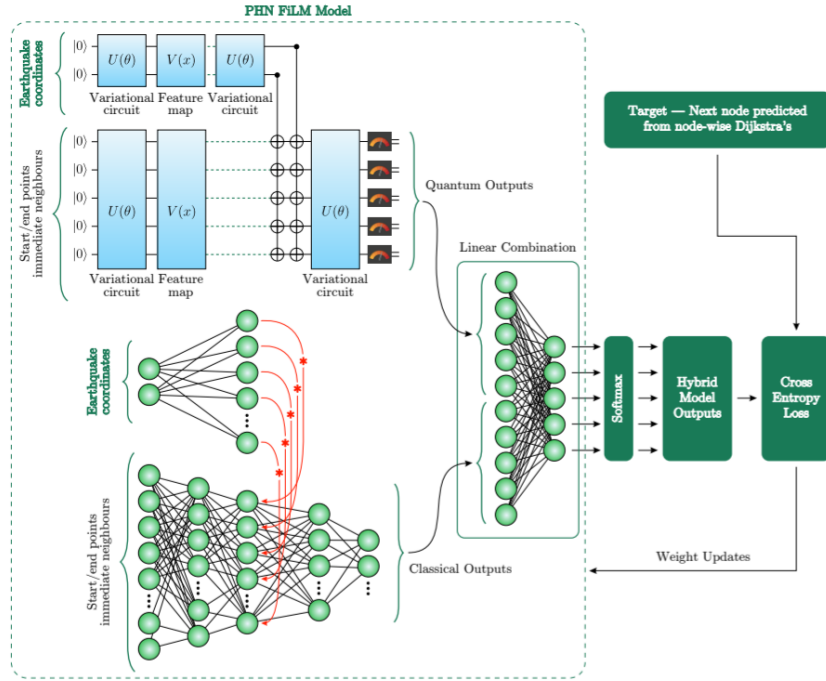 PHN FiLM Model
Earthquake
coordinates
|0⟩
|0⟩
U(θ)
V(x)
U(θ)
Variational
circuit
Feature
map
Variational
circuit
Start/end points
immediate neighbours
|0⟩
|0⟩
|0⟩
|0⟩
|0⟩
U(θ)
V(x)
U(θ)
Variational
circuit
Feature
map
Variational
circuit
Quantum Outputs
Linear Combination
Earthquake
coordinates
Start/end points
immediate neighbours
Classical Outputs
Target — Next node predicted
from node-wise Dijkstra's
Softmax
Hybrid
Model
Outputs
Cross
Entropy
Loss
Weight Updates